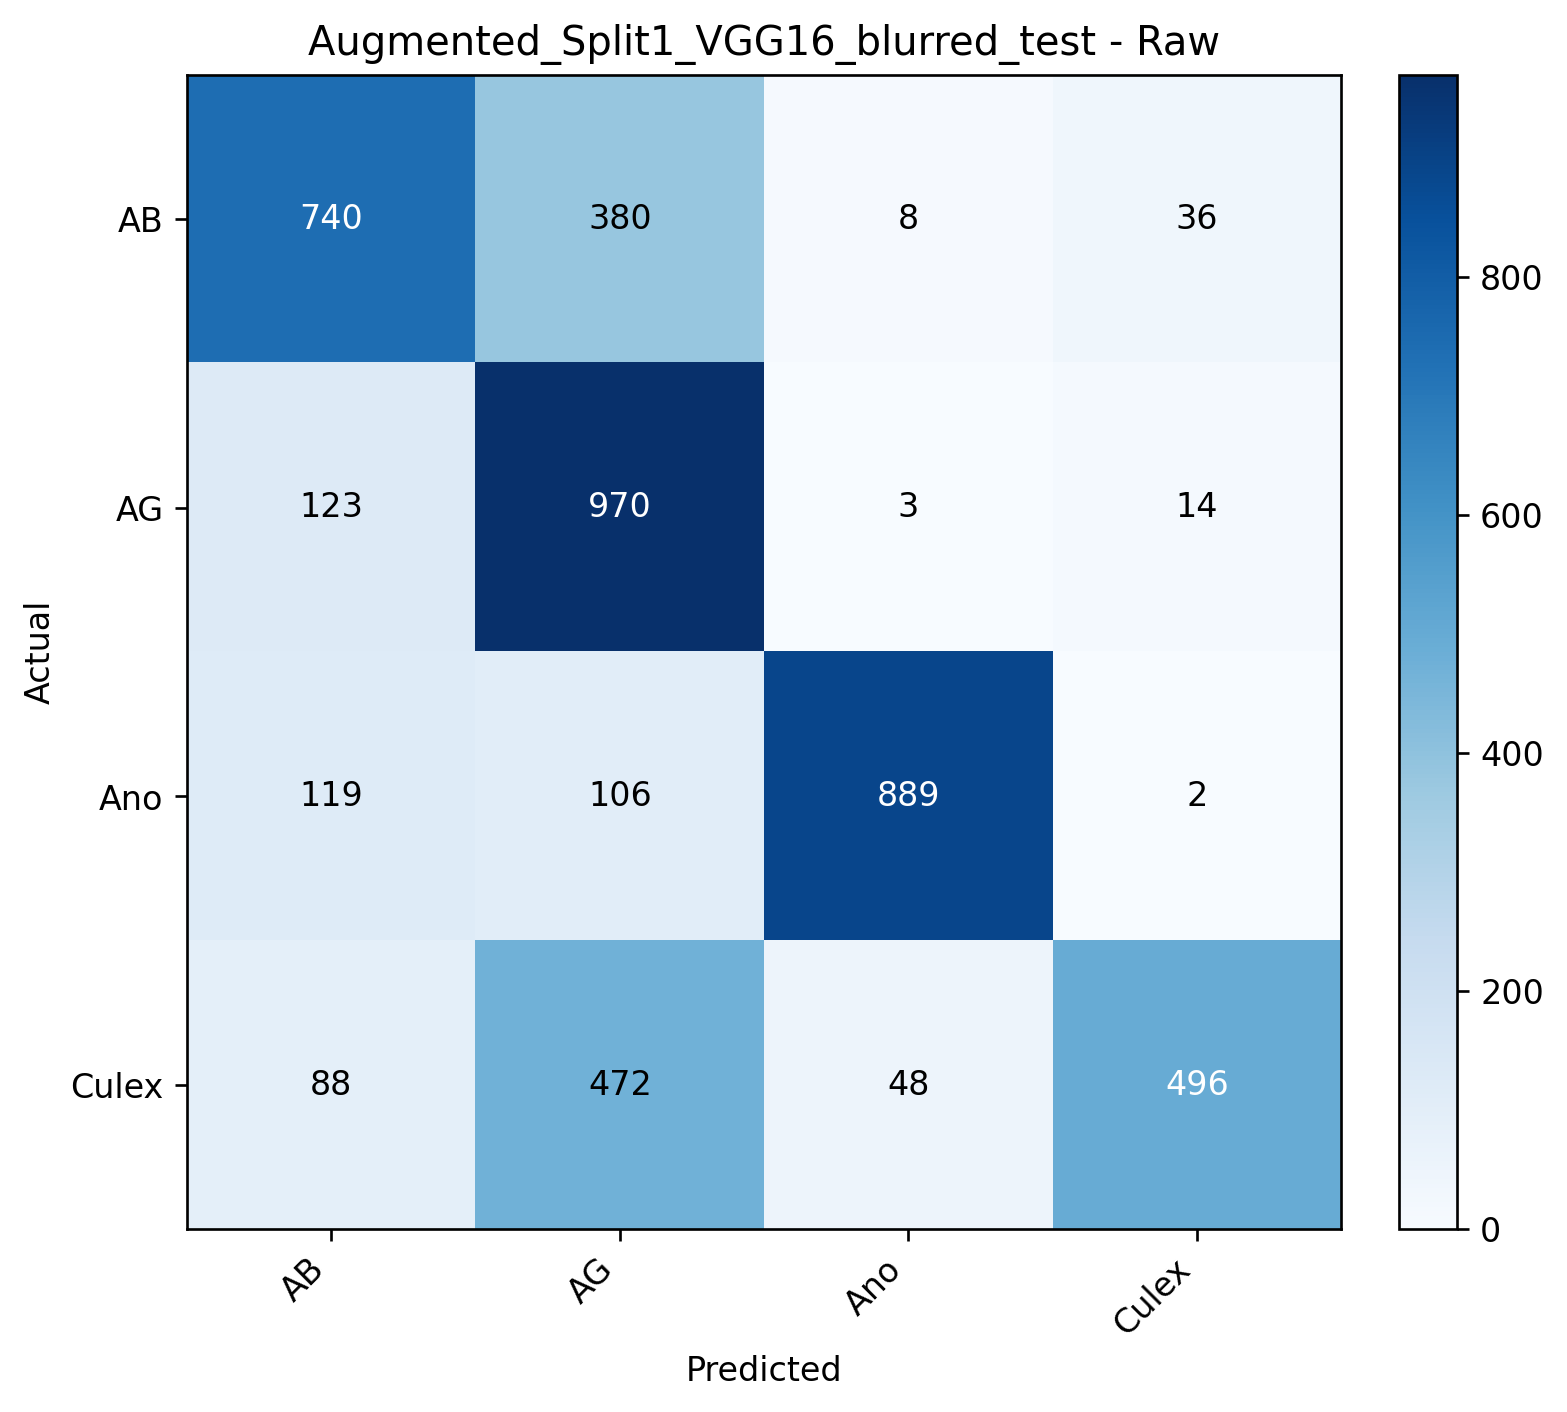 Augmented_Split1_VGG16_blurred_test - Raw
AB 740 380 8 36
AG 123 970 3 14
Ano 119 106 889 2
Culex 88 472 48 496
AB AG Ano Culex
Predicted
Actual
800
600
400
200
0